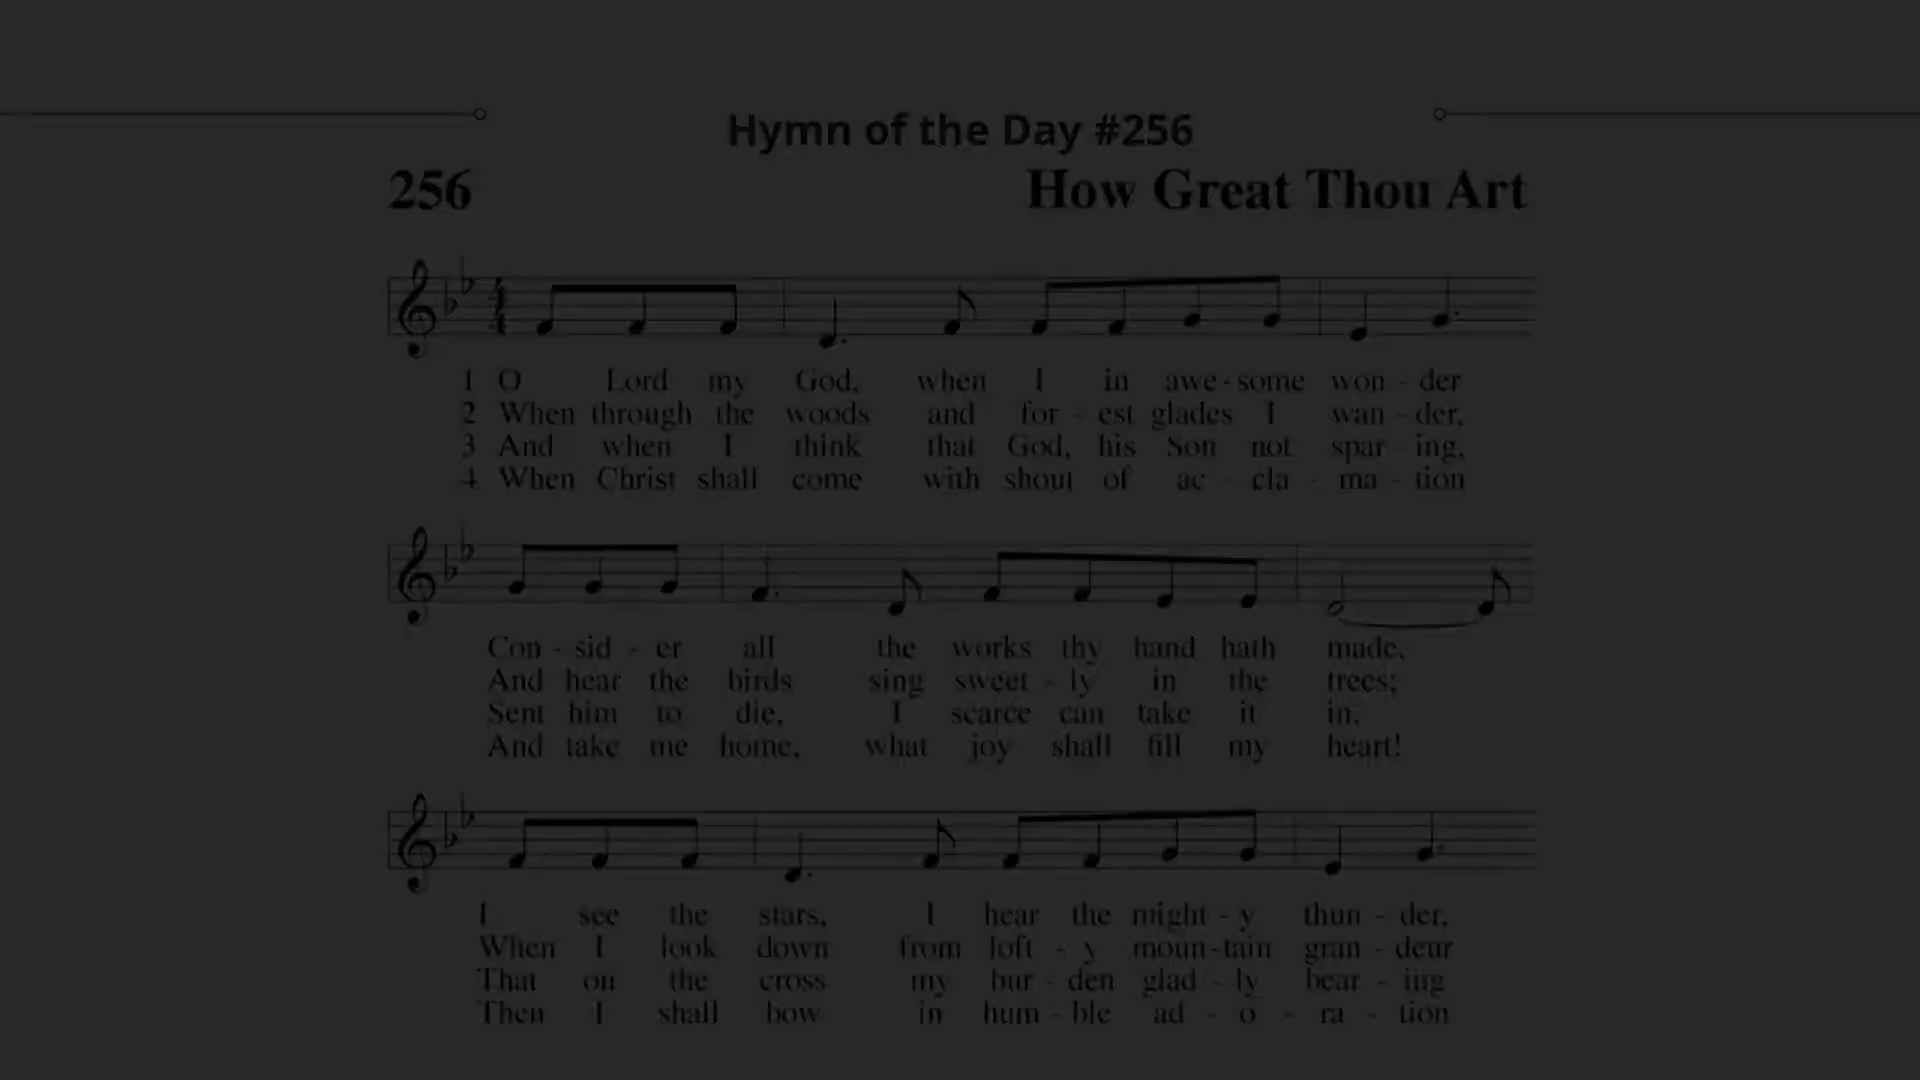 Hymn of the Day #256
256 How Great Thou Art
1 O Lord my God, when I in awe - some won - der
2 When through the woods and for - est glades I wan - der,
3 And when I think that God, his Son not spar - ing,
4 When Christ shall come with shout of ac - cla - ma - tion
Con - sid - er all the works thy hand hath made,
And hear the birds sing sweet - ly in the trees;
Sent him to die, I scarce can take it in,
And take me home, what joy shall fill my heart!
I see the stars, I hear the might - y thun - der,
When I look down from loft - y moun - tain gran - deur
That on the cross my bur - den glad - ly bear - ing
Then I shall bow in hum - ble ad - o - ra - tion